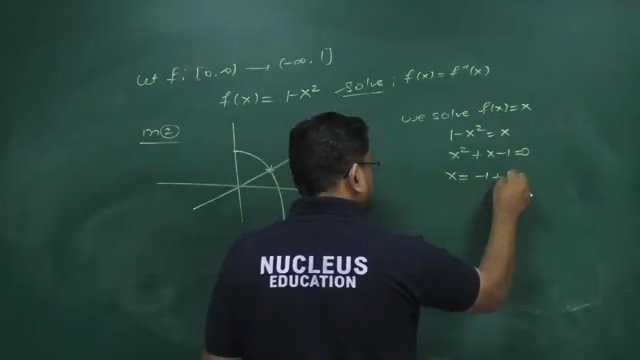 Let f: [0,∞) → (-∞, 1]
f(x) = 1-x² solve ; f(x) = f⁻¹(x)
m②
We solve f(x) = x
1-x² = x
x² + x - 1 = 0
x = -1 +
NUCLEUS
EDUCATION